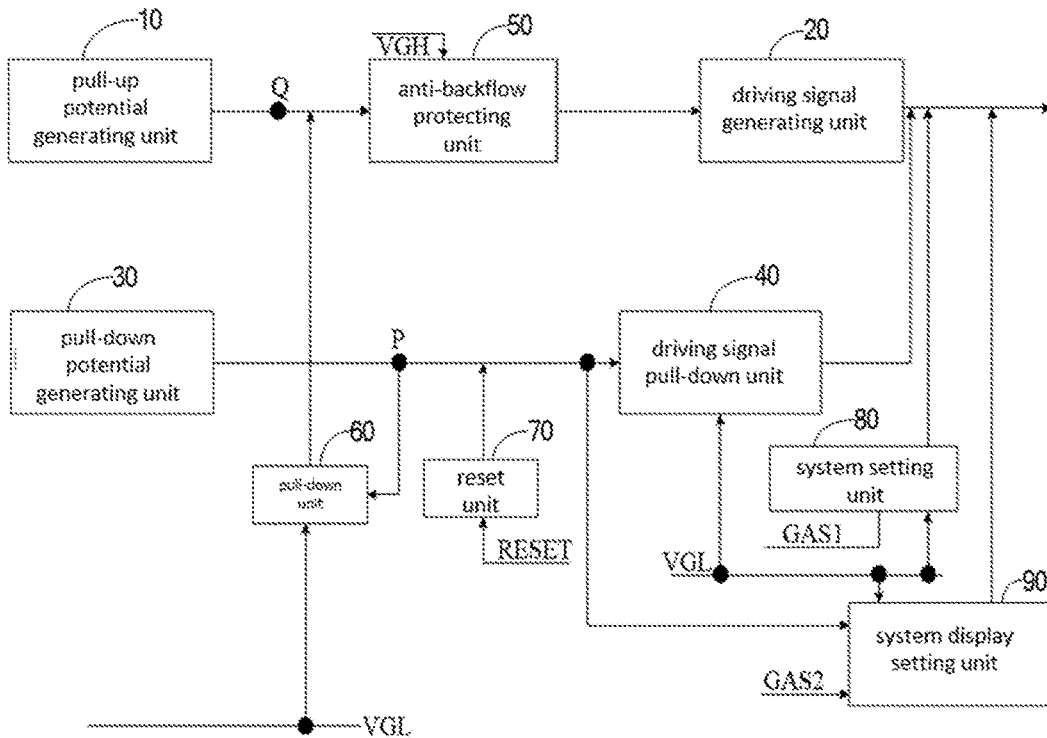 10
50
20
VGH
pull-up
potential
generating unit
Q
anti-backflow
protecting
unit
driving signal
generating unit
30
40
pull-down
potential
generating unit
P
driving signal
pull-down unit
60
70
80
pull-down
unit
reset
unit
system setting
unit
RESET
GAS1
VGL
90
system display
setting unit
GAS2
VGL